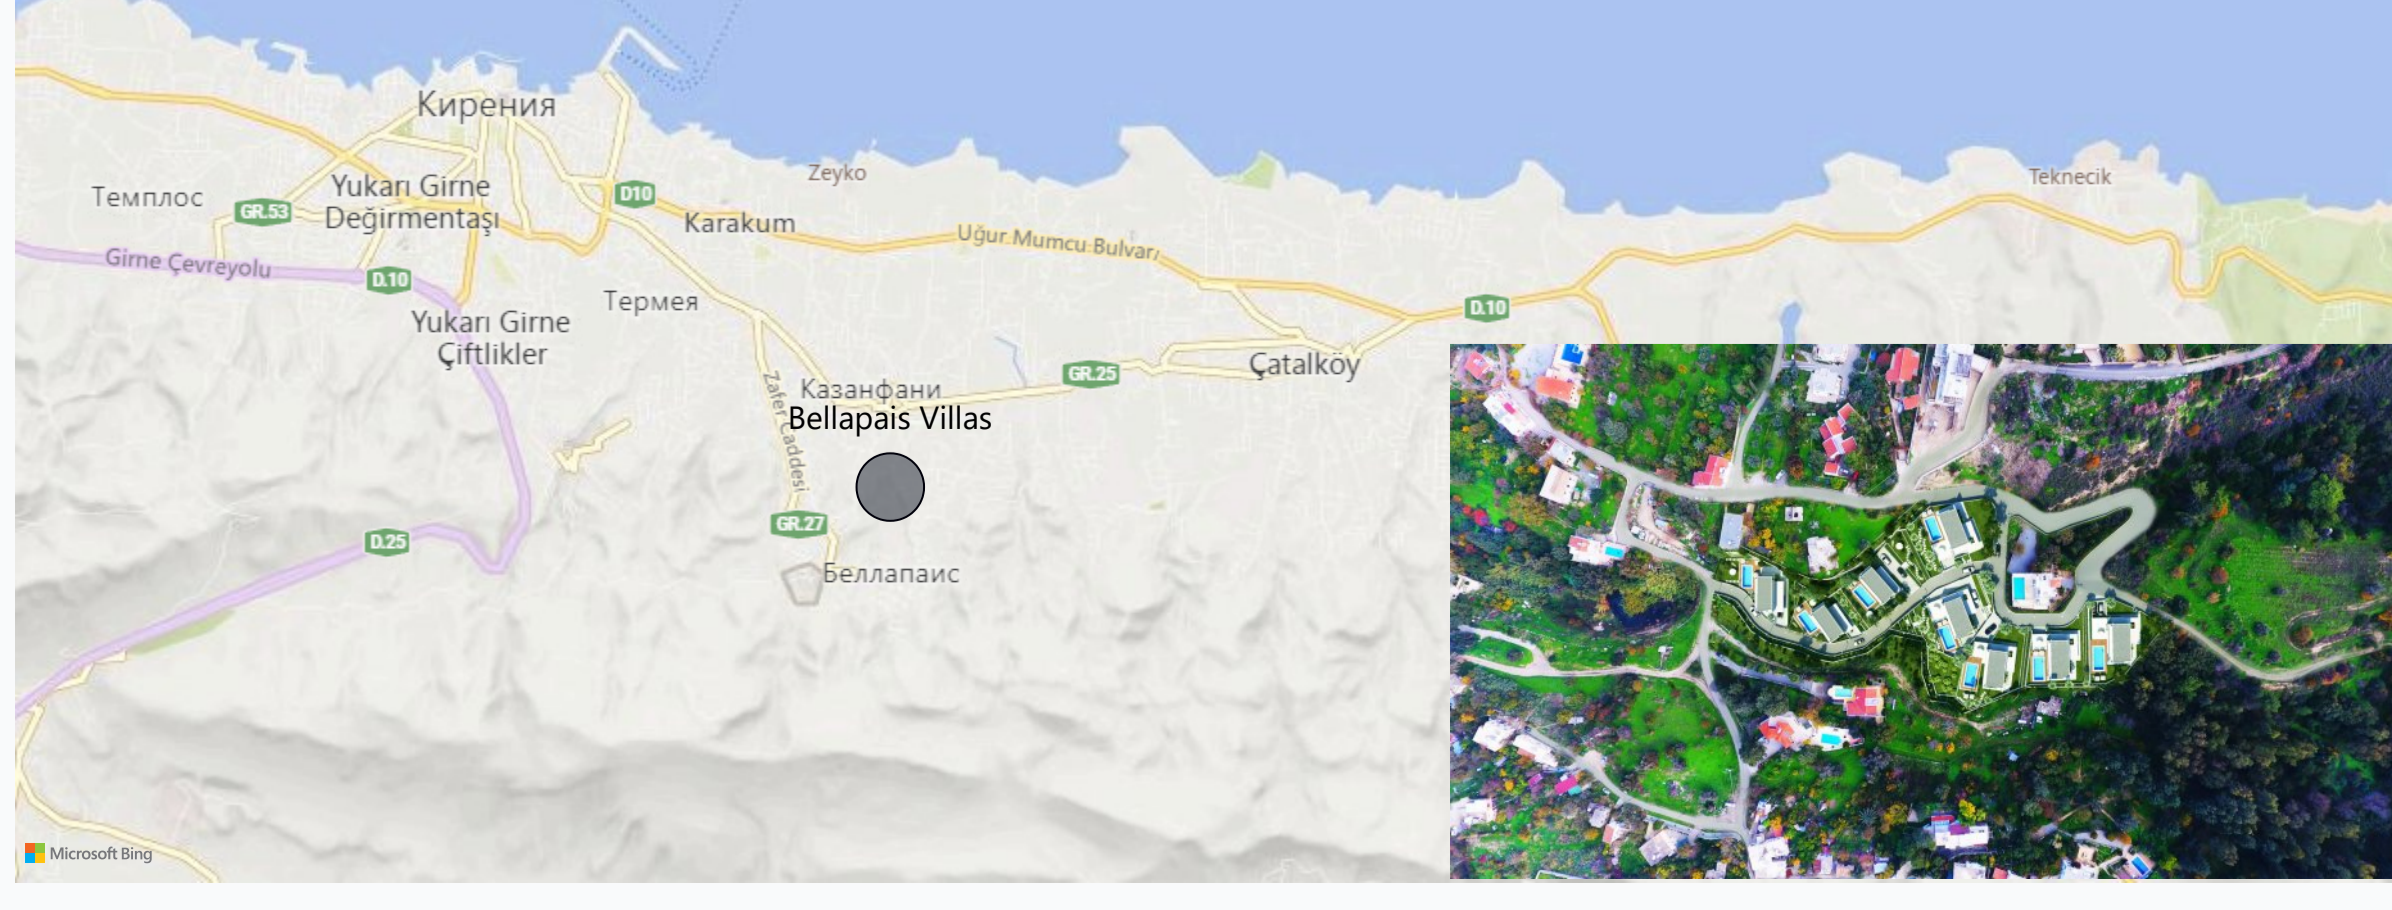 Кирения
Zeyko
Teknecik
Темплос
Yukarı Girne
Değirmentaşı
GR.53
D10
Karakum
Uğur Mumcu Bulvarı
Girne Çevreyolu
D.10
Термея
D.10
Yukarı Girne
Çiftlikler
Çatalköy
GR.25
Zafer Caddesi
Казанфани
Bellapais Villas
GR.27
D.25
Беллапаис
Microsoft Bing